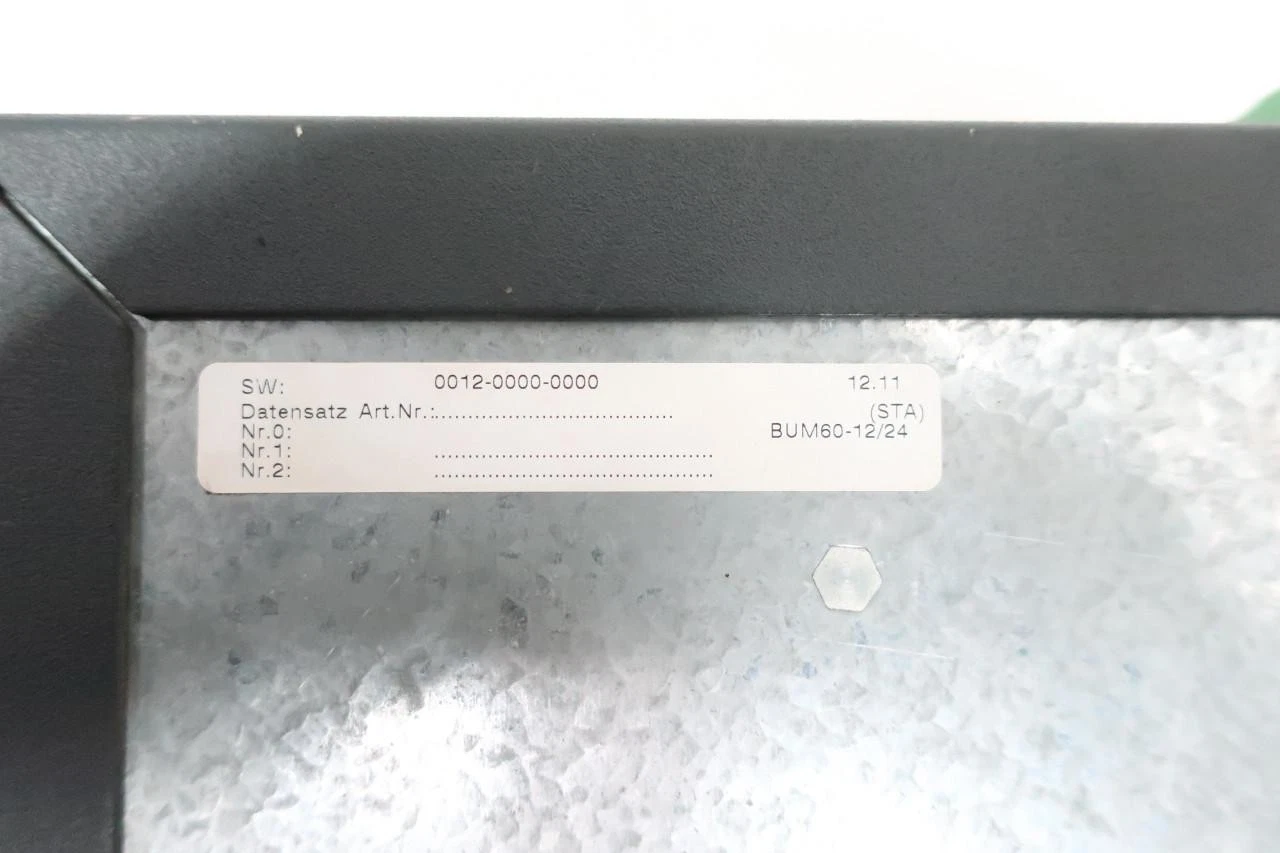 SW: 0012-0000-0000 12.11
Datensatz Art.Nr.:.................................... (STA)
Nr.0: BUM60-12/24
Nr.1: ..........................................
Nr.2: ..........................................